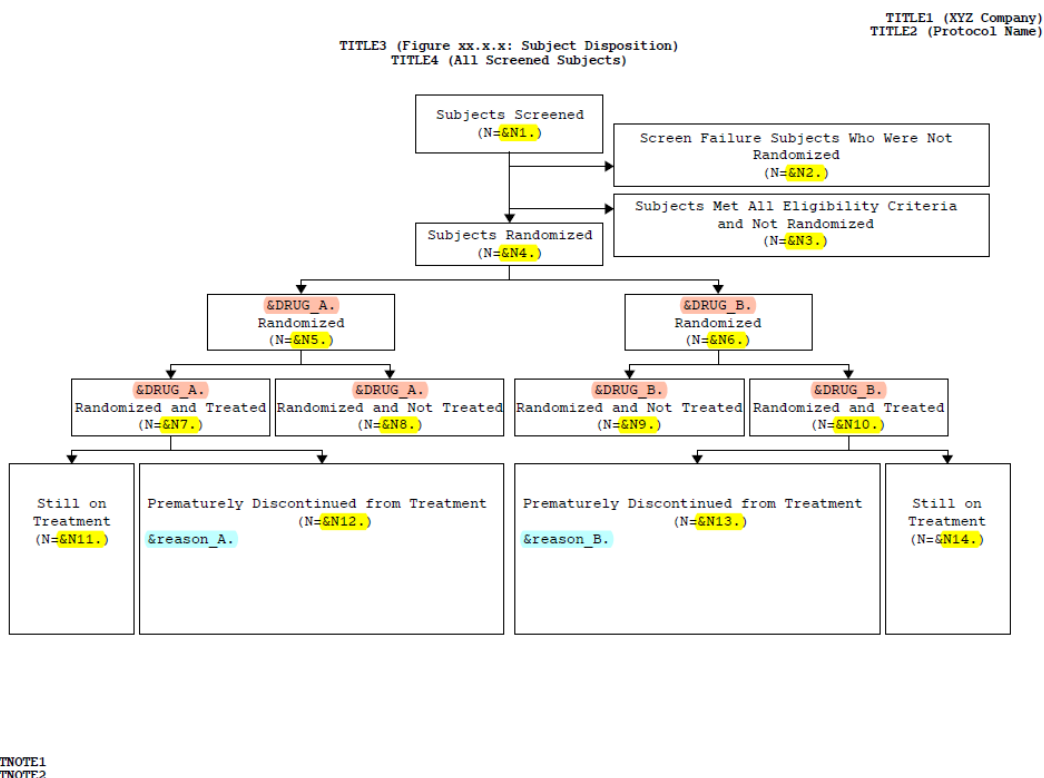 TITLE1 (XYZ Company)
TITLE2 (Protocol Name)
TITLE3 (Figure xx.x.x: Subject Disposition)
TITLE4 (All Screened Subjects)
Subjects Screened
(N=&N1.)
Screen Failure Subjects Who Were Not
Randomized
(N=&N2.)
Subjects Met All Eligibility Criteria
and Not Randomized
(N=&N3.)
Subjects Randomized
(N=&N4.)
&DRUG_A.
Randomized
(N=&N5.)
&DRUG_B.
Randomized
(N=&N6.)
&DRUG_A.
Randomized and Treated
(N=&N7.)
&DRUG_A.
Randomized and Not Treated
(N=&N8.)
&DRUG_B.
Randomized and Not Treated
(N=&N9.)
&DRUG_B.
Randomized and Treated
(N=&N10.)
Still on
Treatment
(N=&N11.)
Prematurely Discontinued from Treatment
(N=&N12.)
&reason_A.
Prematurely Discontinued from Treatment
(N=&N13.)
&reason_B.
Still on
Treatment
(N=&N14.)
TNOTE1
TNOTE2